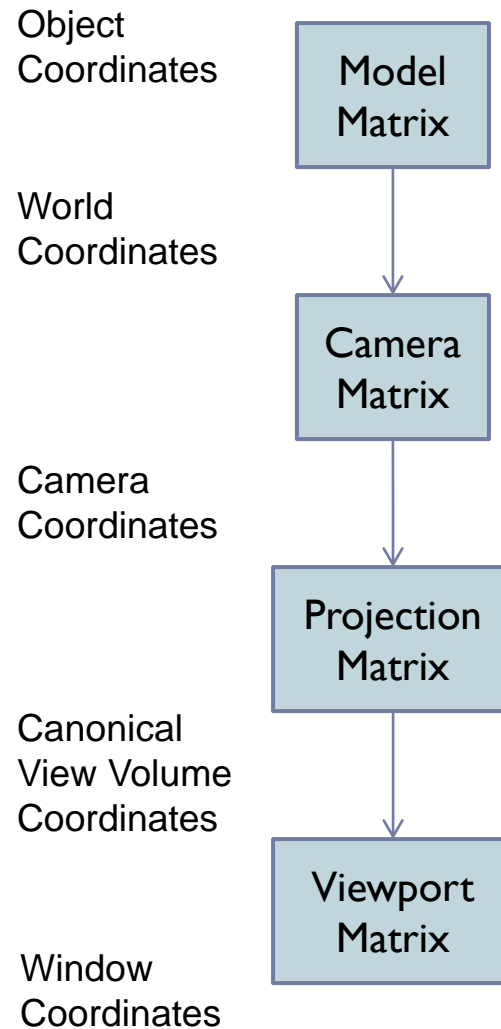 Object
Coordinates
Model
Matrix
World
Coordinates
Camera
Matrix
Camera
Coordinates
Projection
Matrix
Canonical
View Volume
Coordinates
Viewport
Matrix
Window
Coordinates